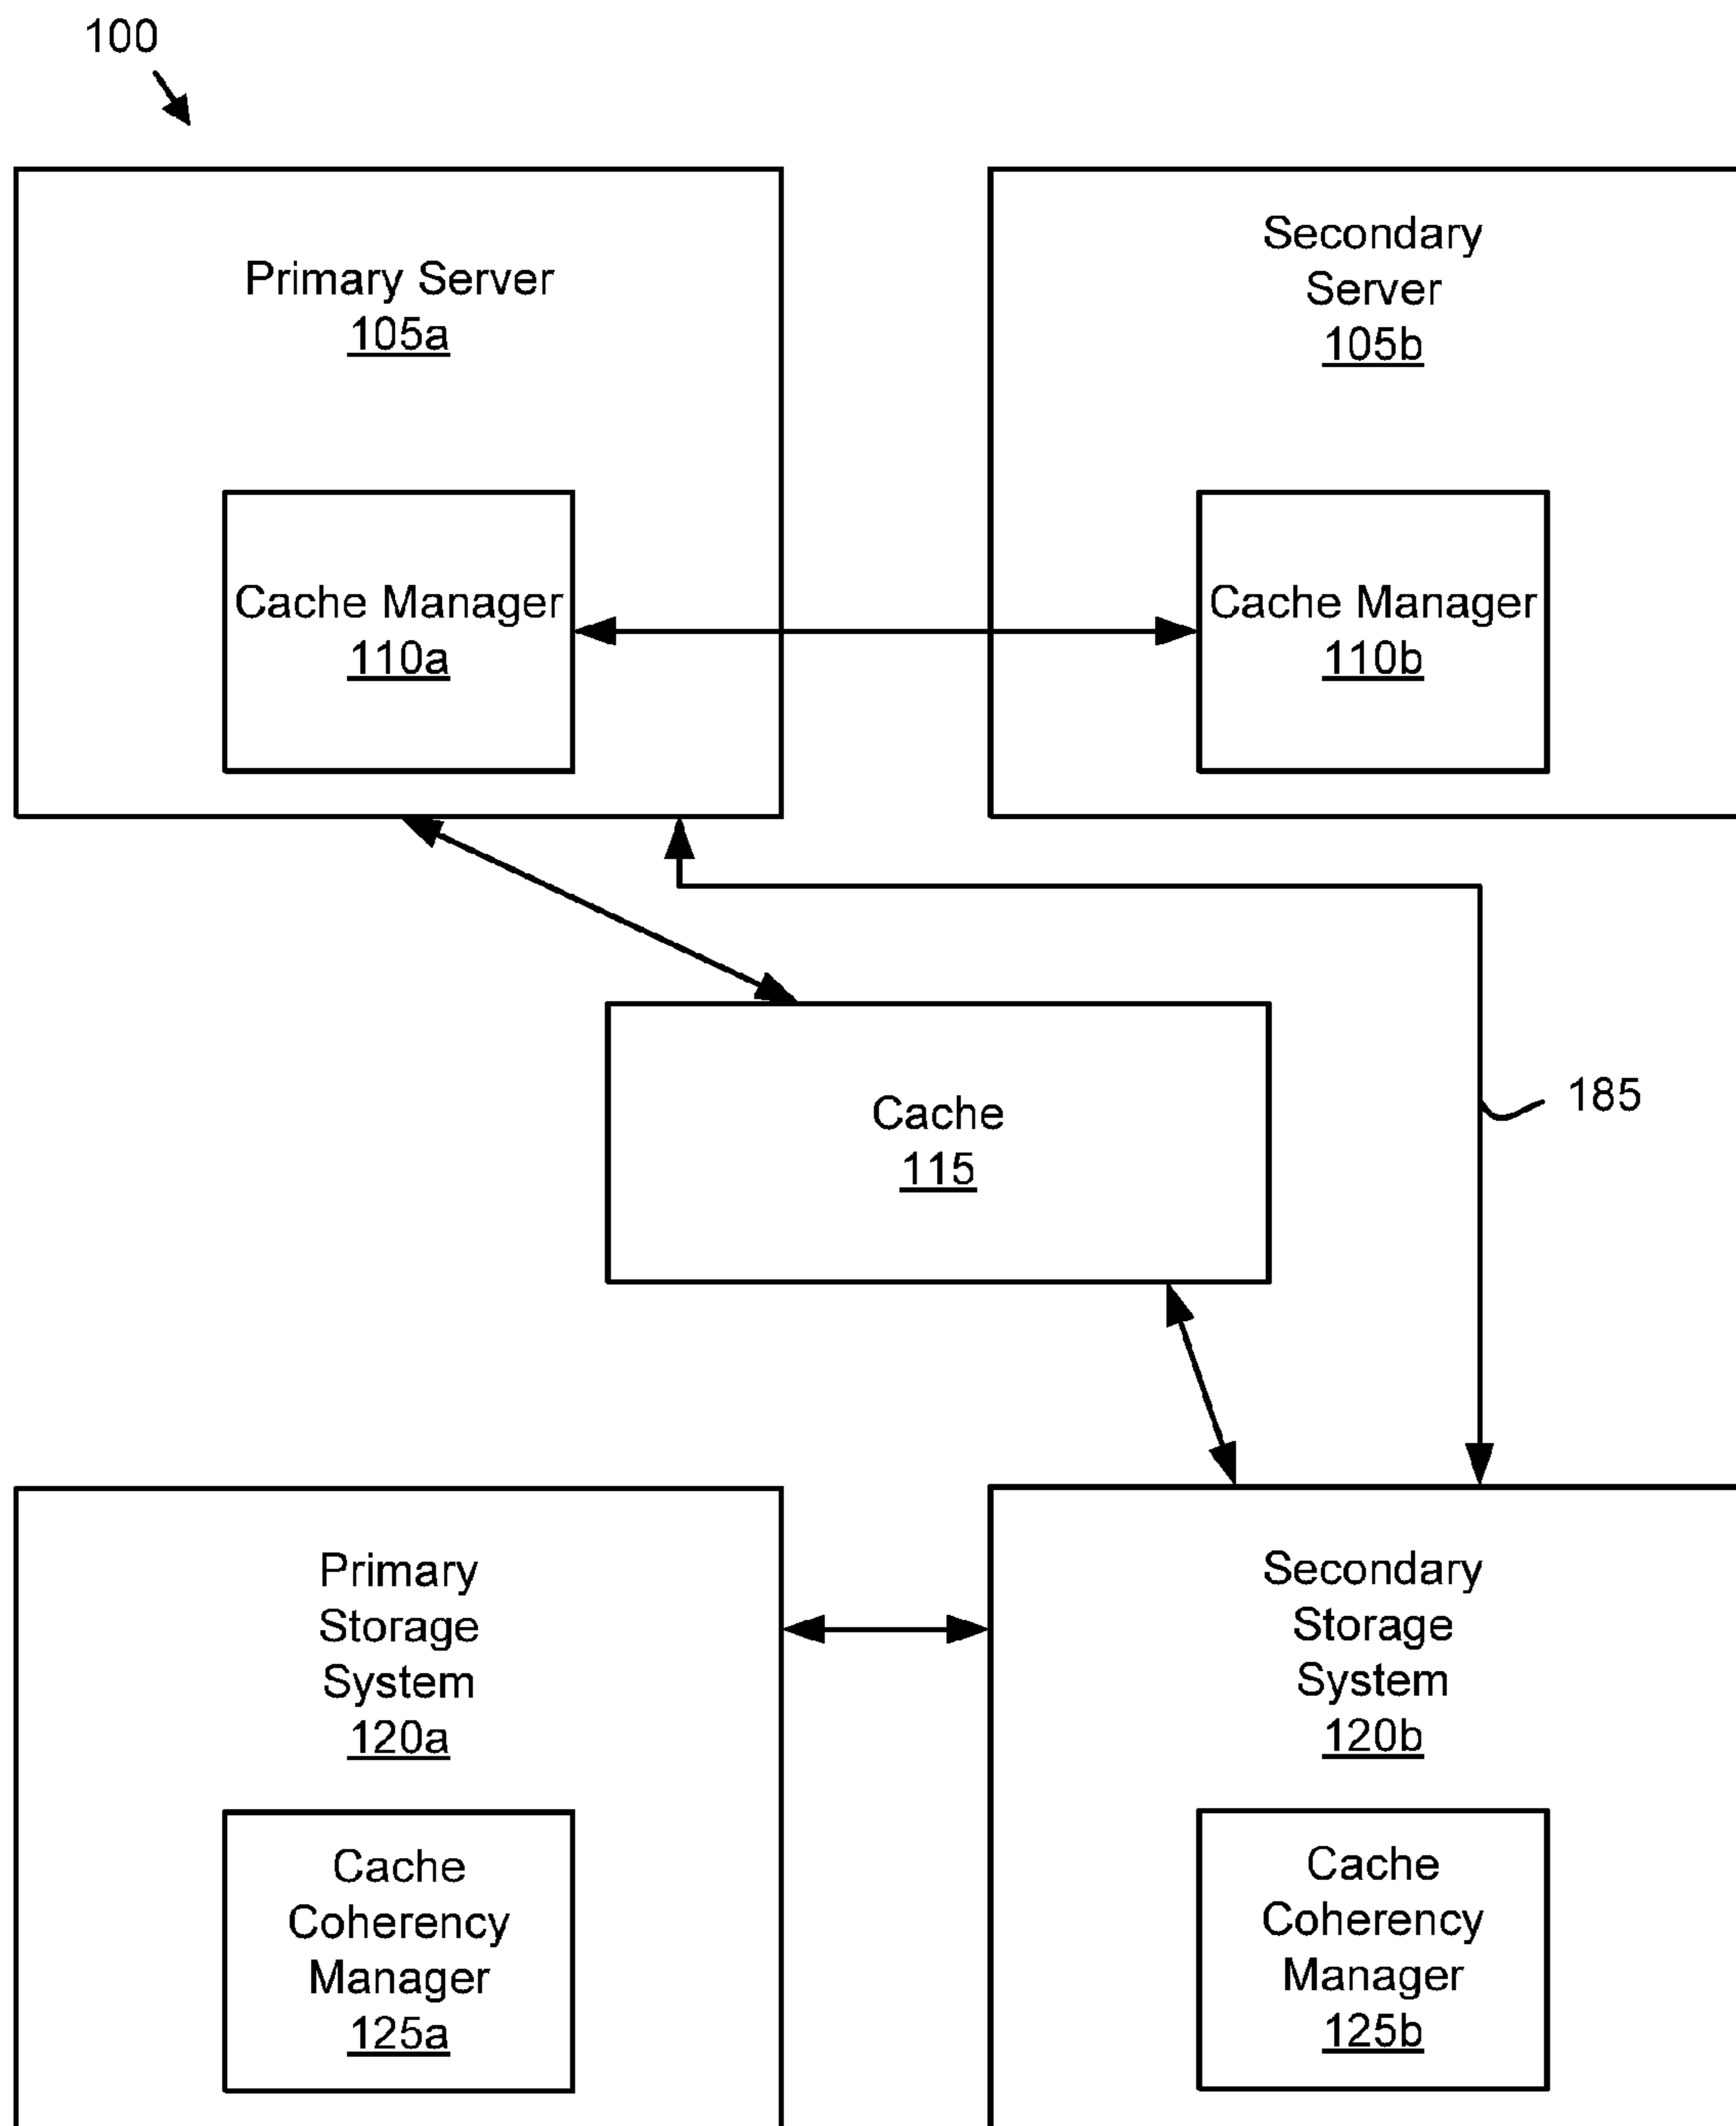 100
Primary Server
105a
Secondary
Server
105b
Cache Manager
110a
Cache Manager
110b
Cache
115
185
Primary
Storage
System
120a
Secondary
Storage
System
120b
Cache
Coherency
Manager
125a
Cache
Coherency
Manager
125b